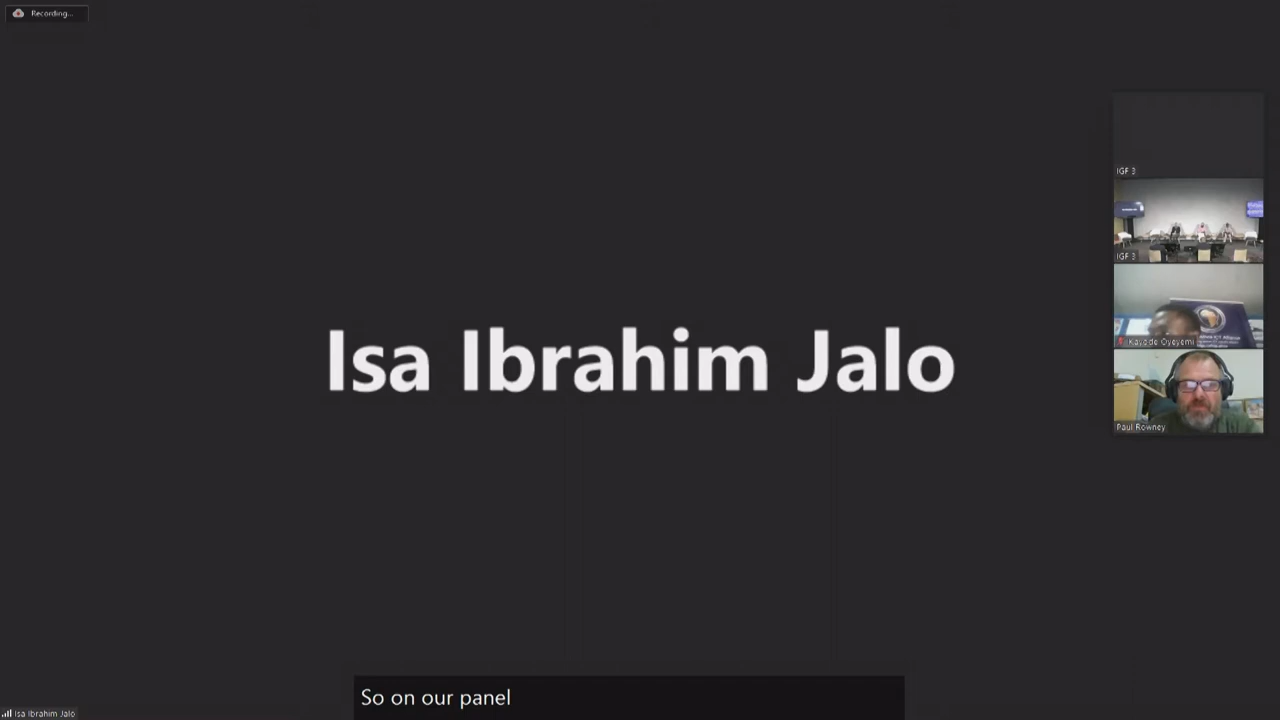 Recording...
IGF 3
IGF 3
Kayode Oyeyemi
Paul Rowney
Isa Ibrahim Jalo
So on our panel
Isa Ibrahim Jalo